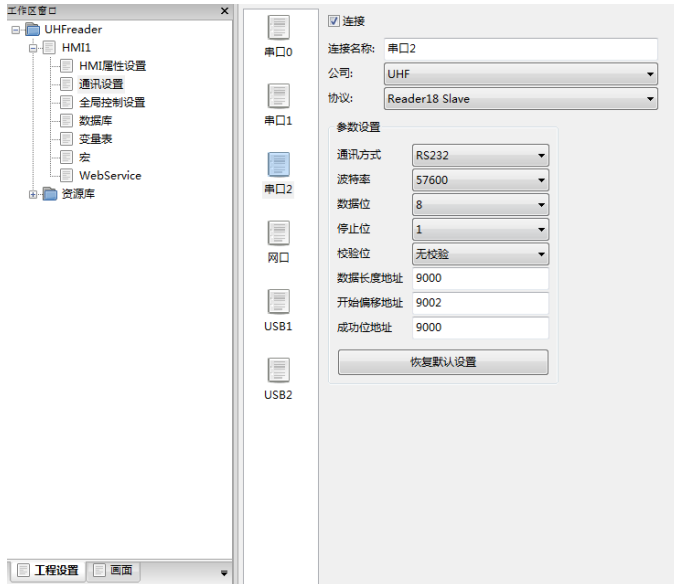 工作区窗口
UHFreader
HMI1
HMI属性设置
通讯设置
全局控制设置
数据库
变量表
宏
WebService
资源库
工程设置
画面
串口0
串口1
串口2
网口
USB1
USB2
连接
连接名称: 串口2
公司: UHF
协议: Reader18 Slave
参数设置
通讯方式 RS232
波特率 57600
数据位 8
停止位 1
校验位 无校验
数据长度地址 9000
开始偏移地址 9002
成功位地址 9000
恢复默认设置